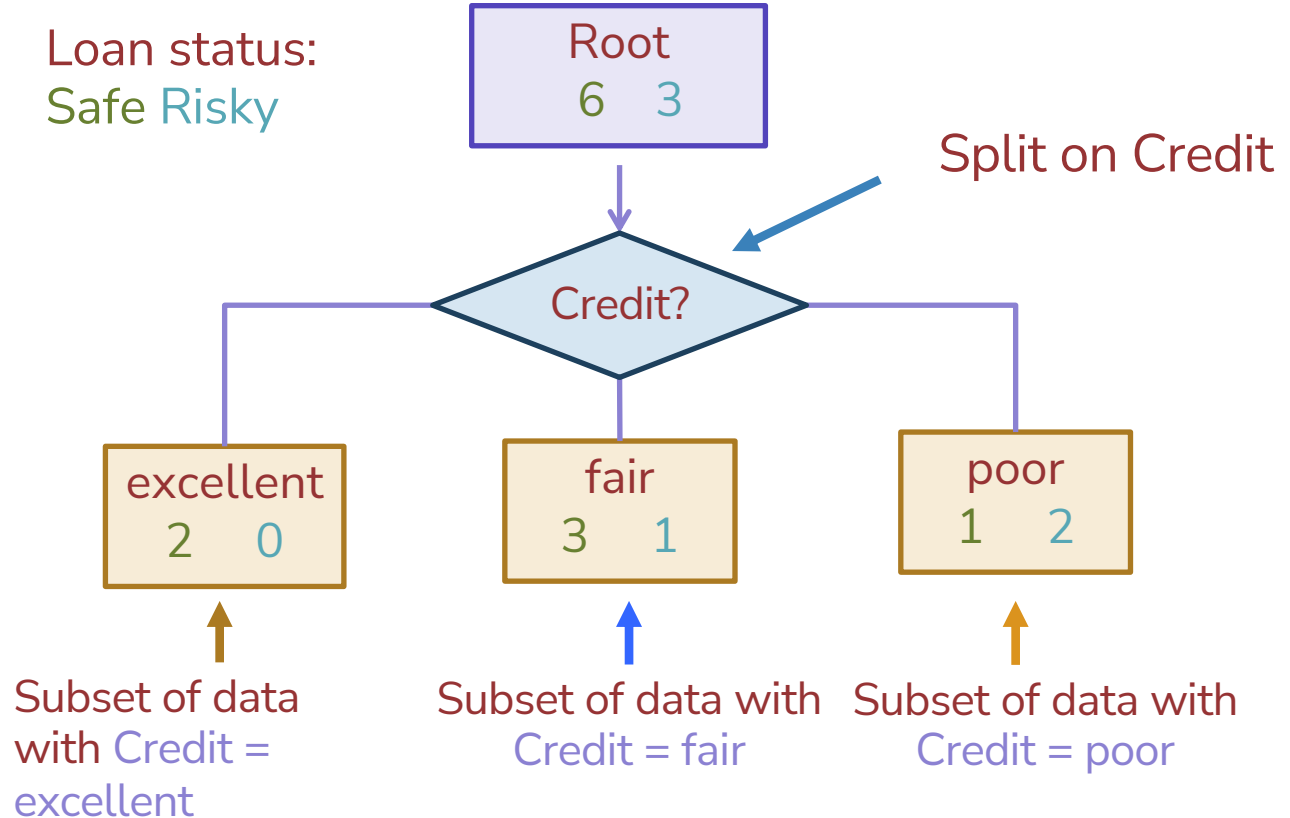 Loan status:
Safe Risky
Root
6 3
Split on Credit
Credit?
excellent
2 0
fair
3 1
poor
1 2
Subset of data
with Credit =
excellent
Subset of data with
Credit = fair
Subset of data with
Credit = poor